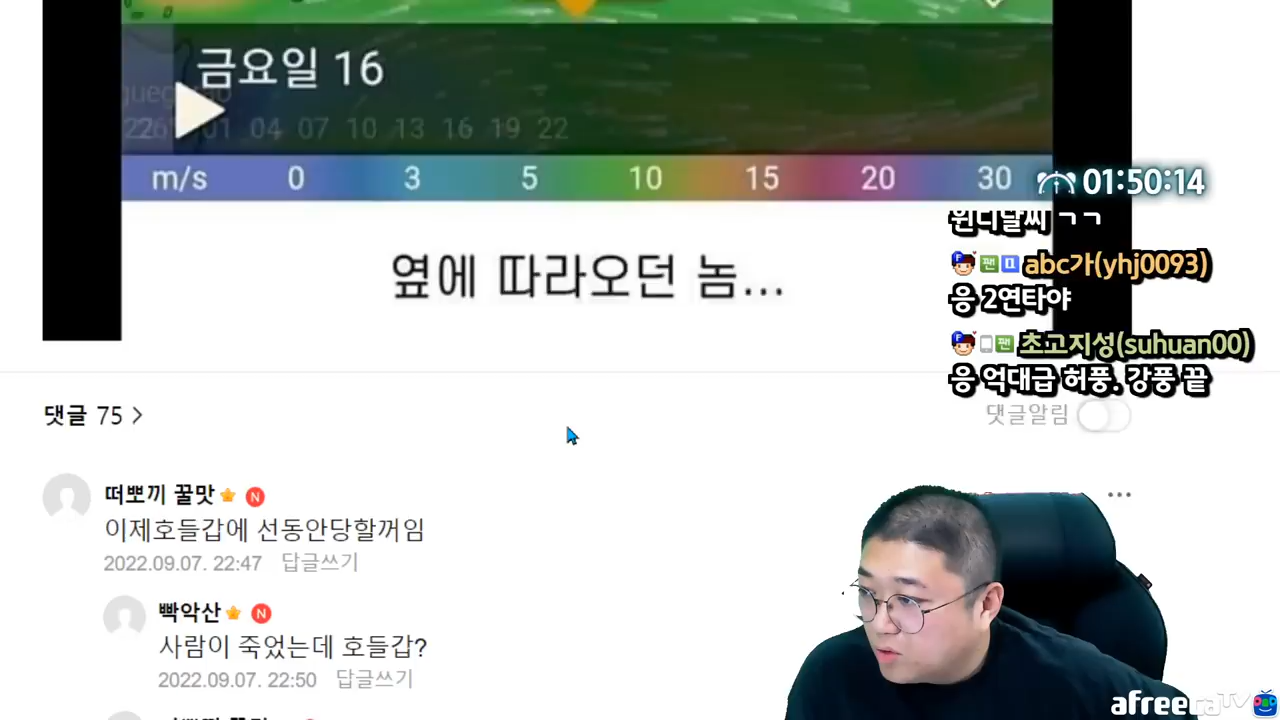 금요일 16
01 04 07 10 13 16 19 22
m/s 0 3 5 10 15 20 30
옆에 따라오던 놈...
01:50:14
윈디날씨 ㄱㄱ
abc가(yhj0093)
응 2연타야
초고지성(suhuan00)
응 억대급 허풍. 강풍 끝
댓글 75 >
댓글알림
떠뽀끼 꿀맛 N
이제호들갑에 선동안당할꺼임
2022.09.07. 22:47 답글쓰기
빡악산 N
사람이 죽었는데 호들갑?
2022.09.07. 22:50 답글쓰기
afreecaTV